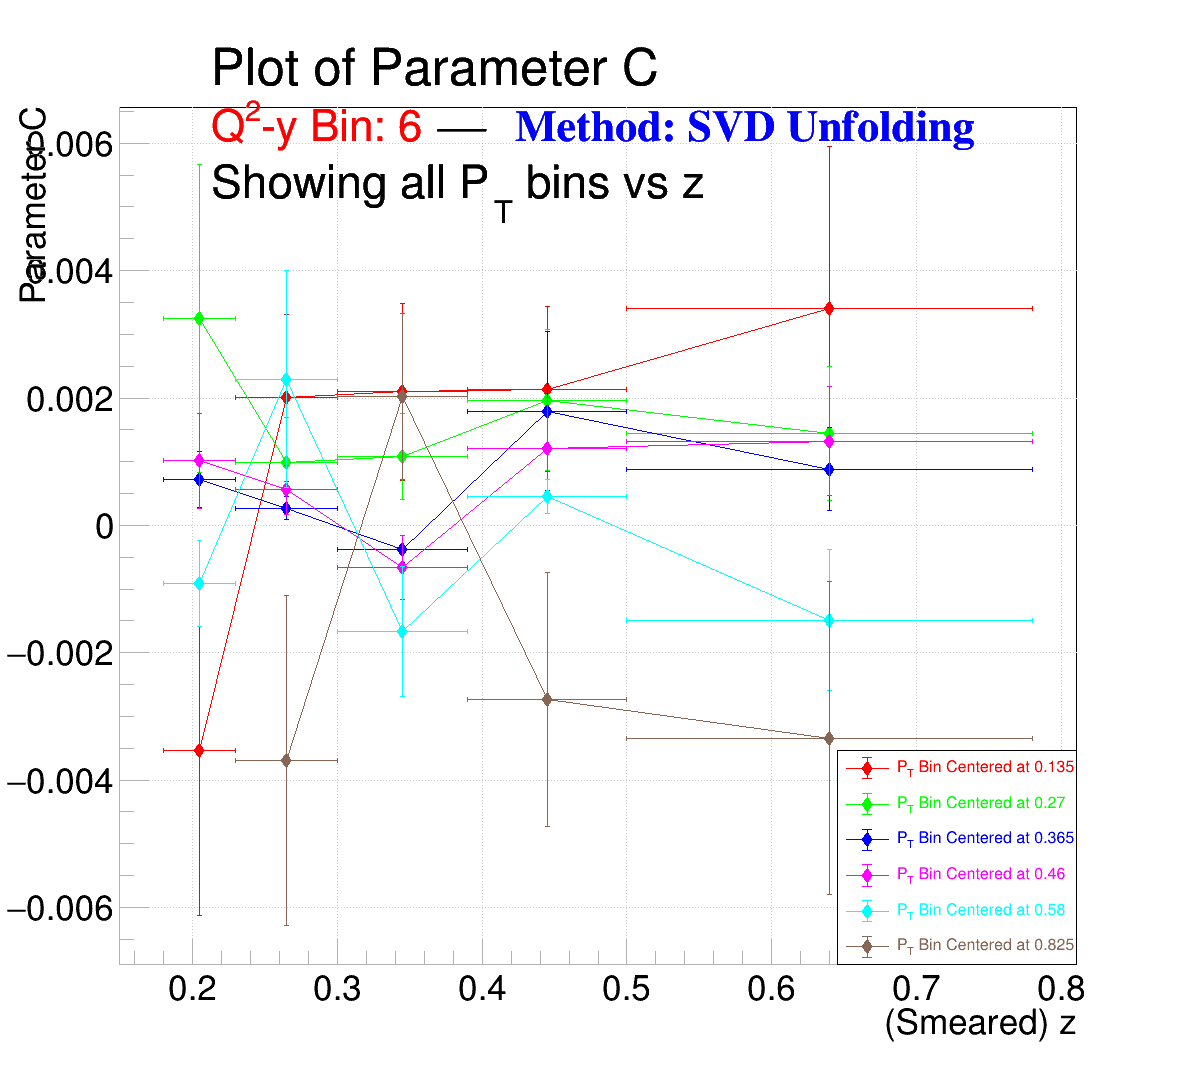 Plot of Parameter C
Q²-y Bin: 6 — Method: SVD Unfolding
Showing all P_T bins vs z
Parameter C
0.006
0.004
0.002
0
−0.002
−0.004
−0.006
P_T Bin Centered at 0.135
P_T Bin Centered at 0.27
P_T Bin Centered at 0.365
P_T Bin Centered at 0.46
P_T Bin Centered at 0.58
P_T Bin Centered at 0.825
0.2 0.3 0.4 0.5 0.6 0.7 0.8
(Smeared) z